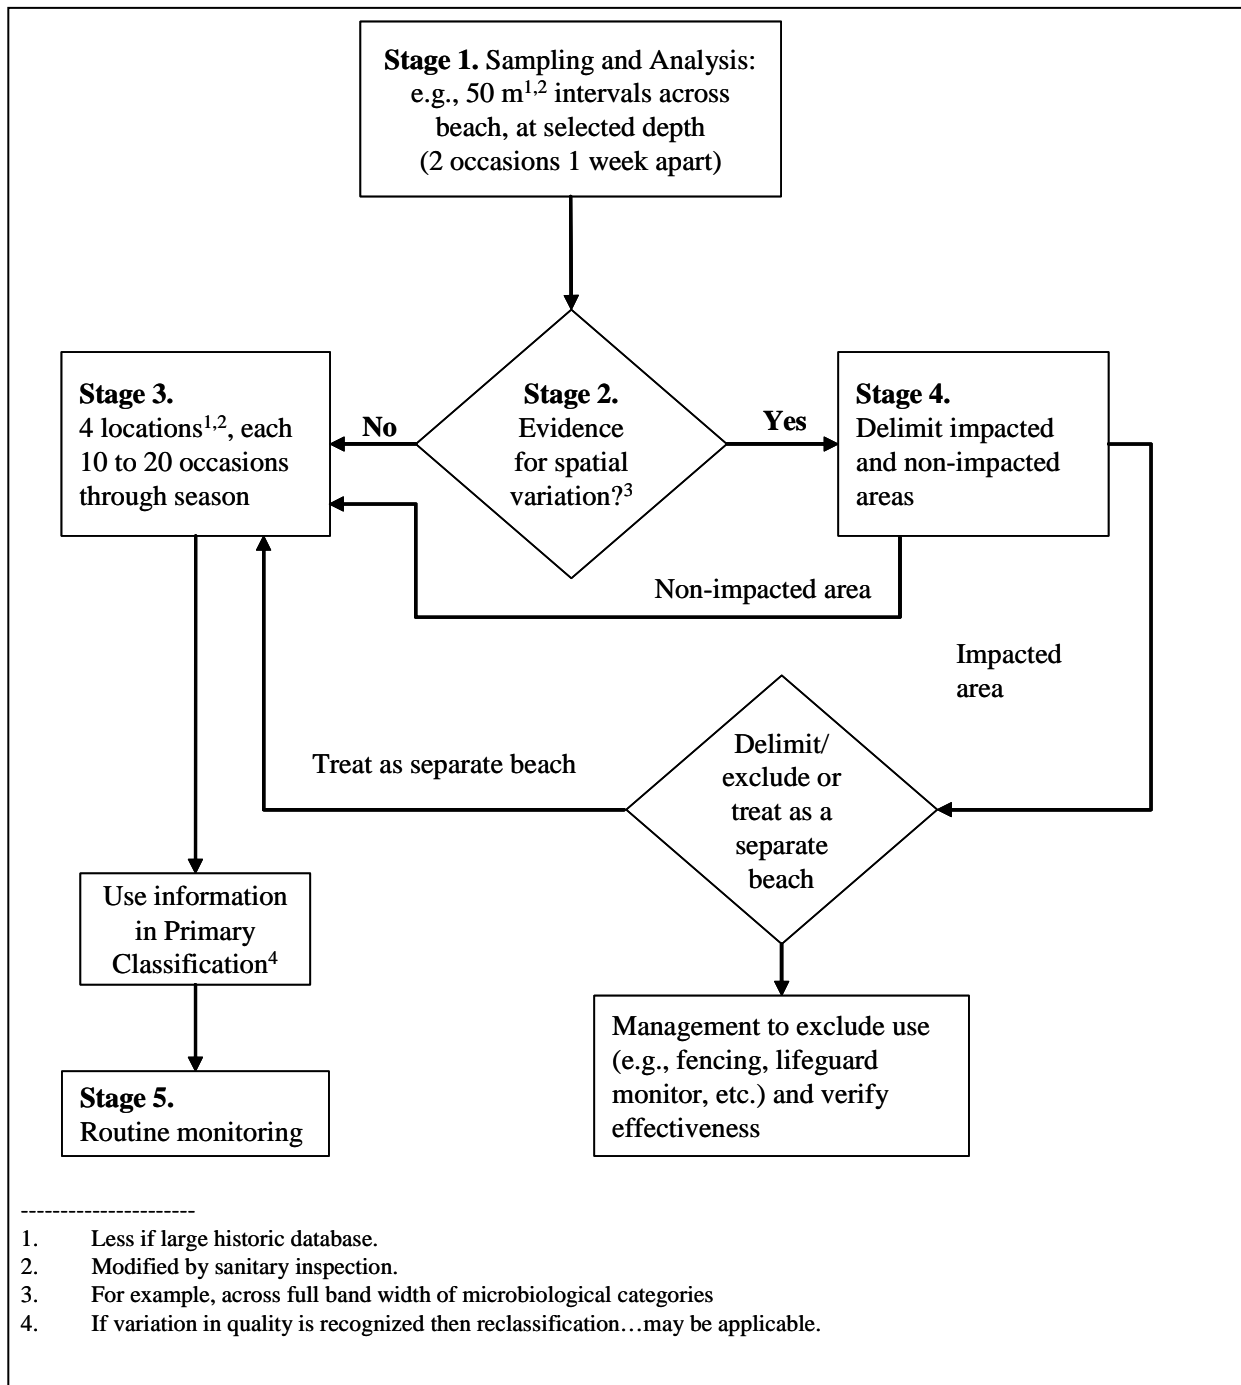 Stage 1. Sampling and Analysis:
e.g., 50 m1,2 intervals across
beach, at selected depth
(2 occasions 1 week apart)
Stage 2.
Evidence
for spatial
variation?3
No
Yes
Stage 3.
4 locations1,2, each
10 to 20 occasions
through season
Stage 4.
Delimit impacted
and non-impacted
areas
Non-impacted area
Impacted
area
Treat as separate beach
Delimit/
exclude or
treat as a
separate
beach
Use information
in Primary
Classification4
Management to exclude use
(e.g., fencing, lifeguard
monitor, etc.) and verify
effectiveness
Stage 5.
Routine monitoring
----------------------
1. Less if large historic database.
2. Modified by sanitary inspection.
3. For example, across full band width of microbiological categories
4. If variation in quality is recognized then reclassification…may be applicable.